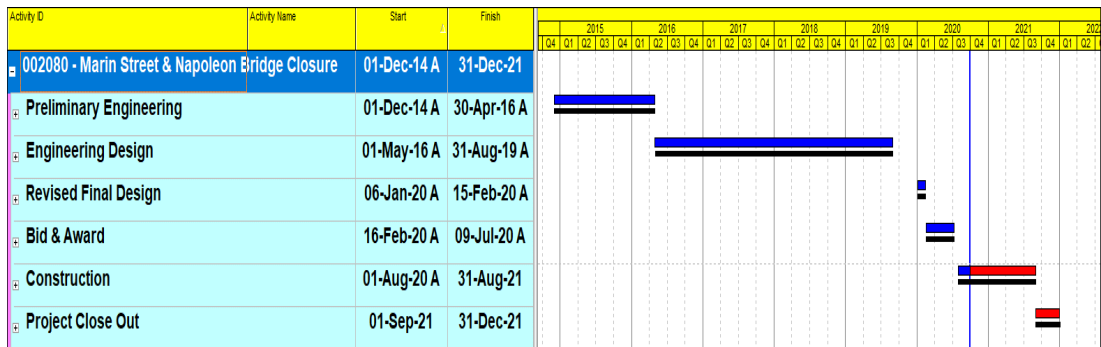 Activity ID Activity Name Start Finish
2015 2016 2017 2018 2019 2020 2021 202
Q4 Q1 Q2 Q3 Q4 Q1 Q2 Q3 Q4 Q1 Q2 Q3 Q4 Q1 Q2 Q3 Q4 Q1 Q2 Q3 Q4 Q1 Q2 Q3 Q4 Q1 Q2 Q3 Q4 Q1 Q2
002080 - Marin Street & Napoleon Bridge Closure 01-Dec-14 A 31-Dec-21
Preliminary Engineering 01-Dec-14 A 30-Apr-16 A
Engineering Design 01-May-16 A 31-Aug-19 A
Revised Final Design 06-Jan-20 A 15-Feb-20 A
Bid & Award 16-Feb-20 A 09-Jul-20 A
Construction 01-Aug-20 A 31-Aug-21
Project Close Out 01-Sep-21 31-Dec-21